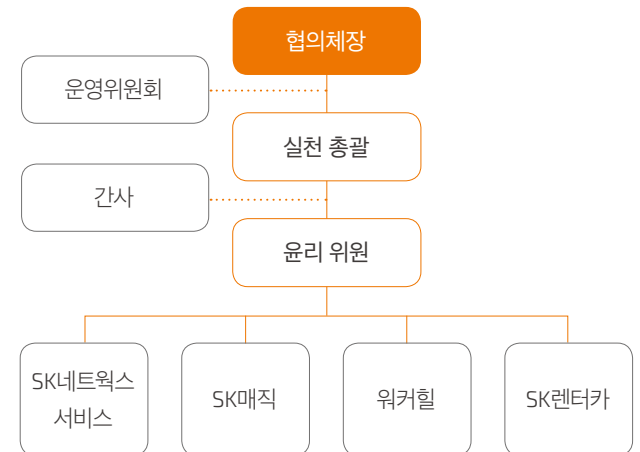 협의체장
운영위원회
실천 총괄
간사
윤리 위원
SK네트웍스
서비스
SK매직
워커힐
SK렌터카